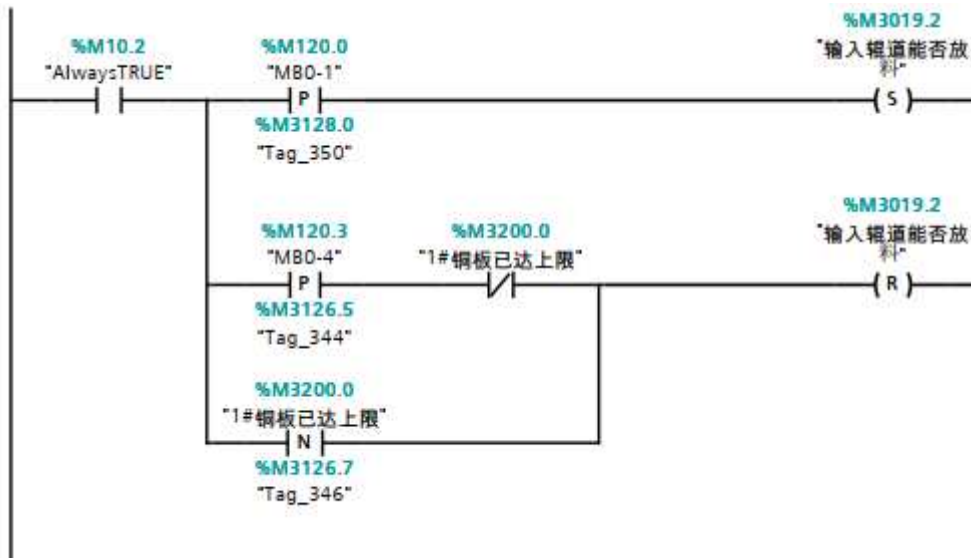 %M3019.2
%M10.2
%M120.0
"输入辊道能否放
"AlwaysTRUE"
"MB0-1"
料"
P
S
%M3128.0
"Tag_350"
%M3019.2
%M120.3
%M3200.0
"输入辊道能否放
"MB0-4"
"1#铜板已达上限"
料"
P
R
%M3126.5
"Tag_344"
%M3200.0
"1#铜板已达上限"
N
%M3126.7
"Tag_346"